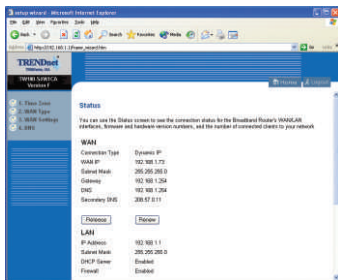 setup wizard - Microsoft Internet Explorer
File Edit View Favorites Tools Help
Back Search Favorites Media
TRENDnet
Home
TW100-S4W1CA
Version F
1. Time Zone
2. WAN Type
3. WAN Settings
4. DNS
Status
You can use the Status screen to see the connection status for the Broadband Router's WAN/LAN
interfaces, firmware and hardware version numbers, and the number of connected clients to your network
WAN
Connection Type Dynamic IP
WAN IP 192.168.1.73
Subnet Mask 255.255.255.0
Gateway 192.168.1.254
DNS 192.168.1.254
Secondary DNS 208.57.0.11
Release Renew
LAN
IP Address 192.168.1.1
Subnet Mask 255.255.255.0
DHCP Server Enabled
Firewall Enabled